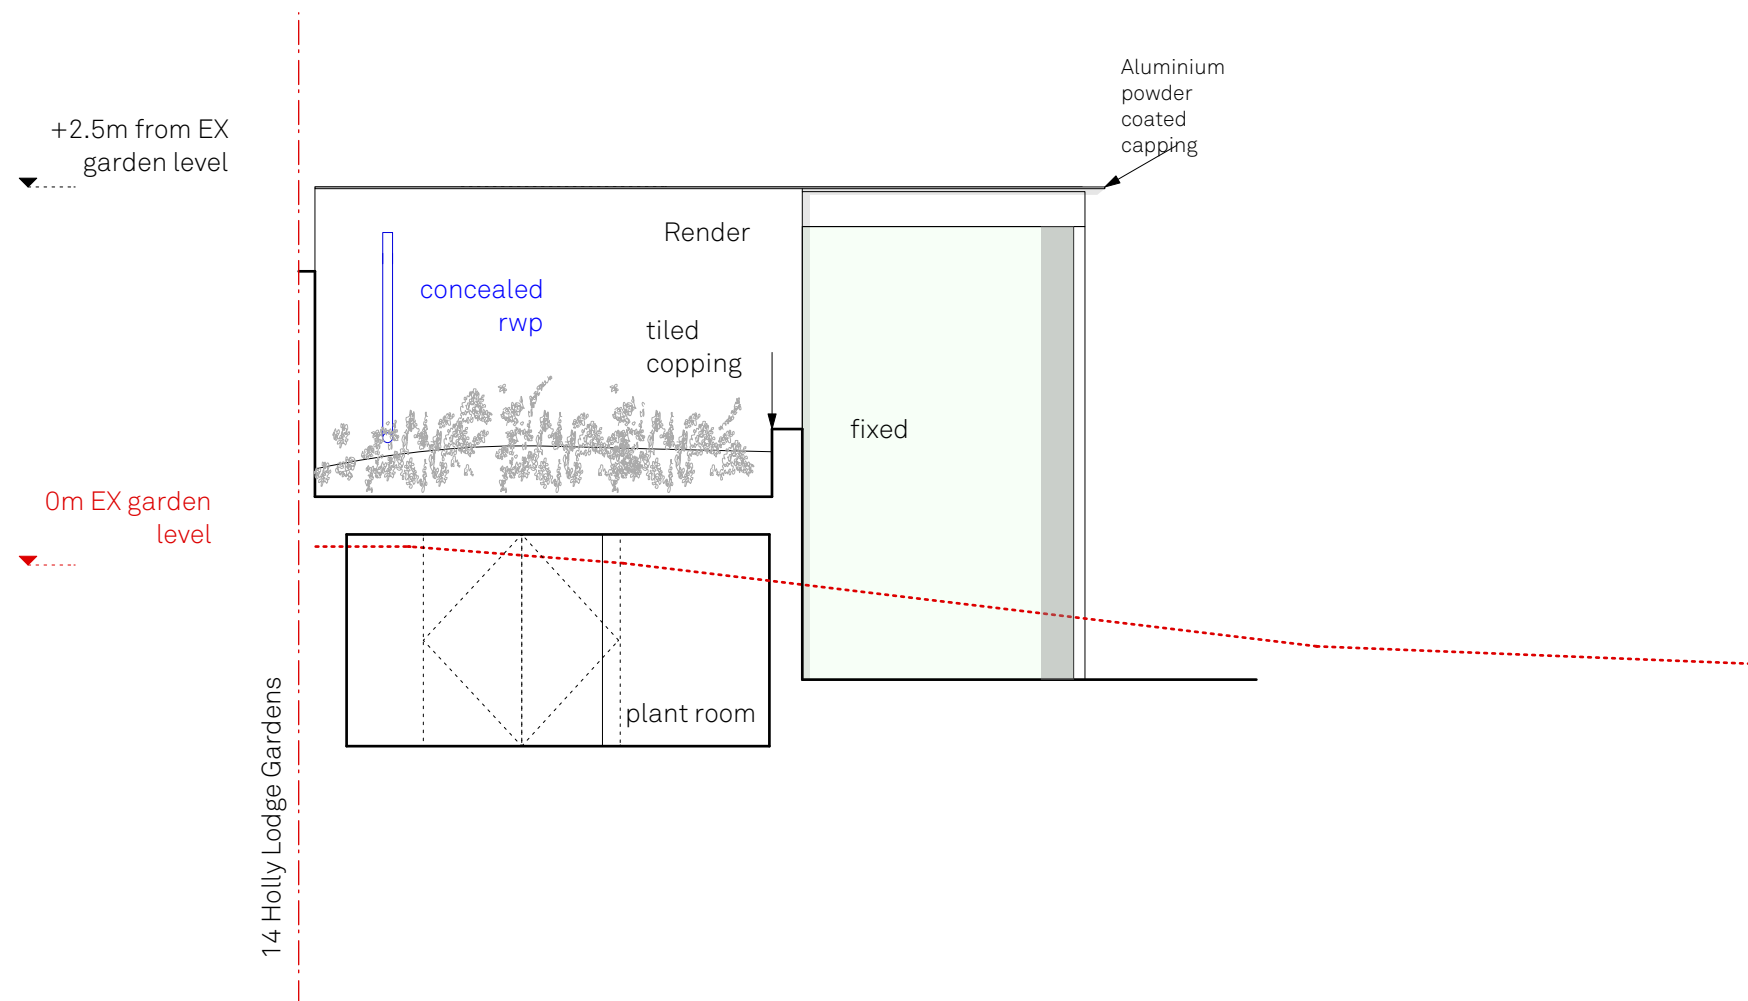 Aluminium
powder
coated
capping
+2.5m from EX
garden level
Render
concealed
rwp
tiled
copping
fixed
0m EX garden
level
plant room
14 Holly Lodge Gardens